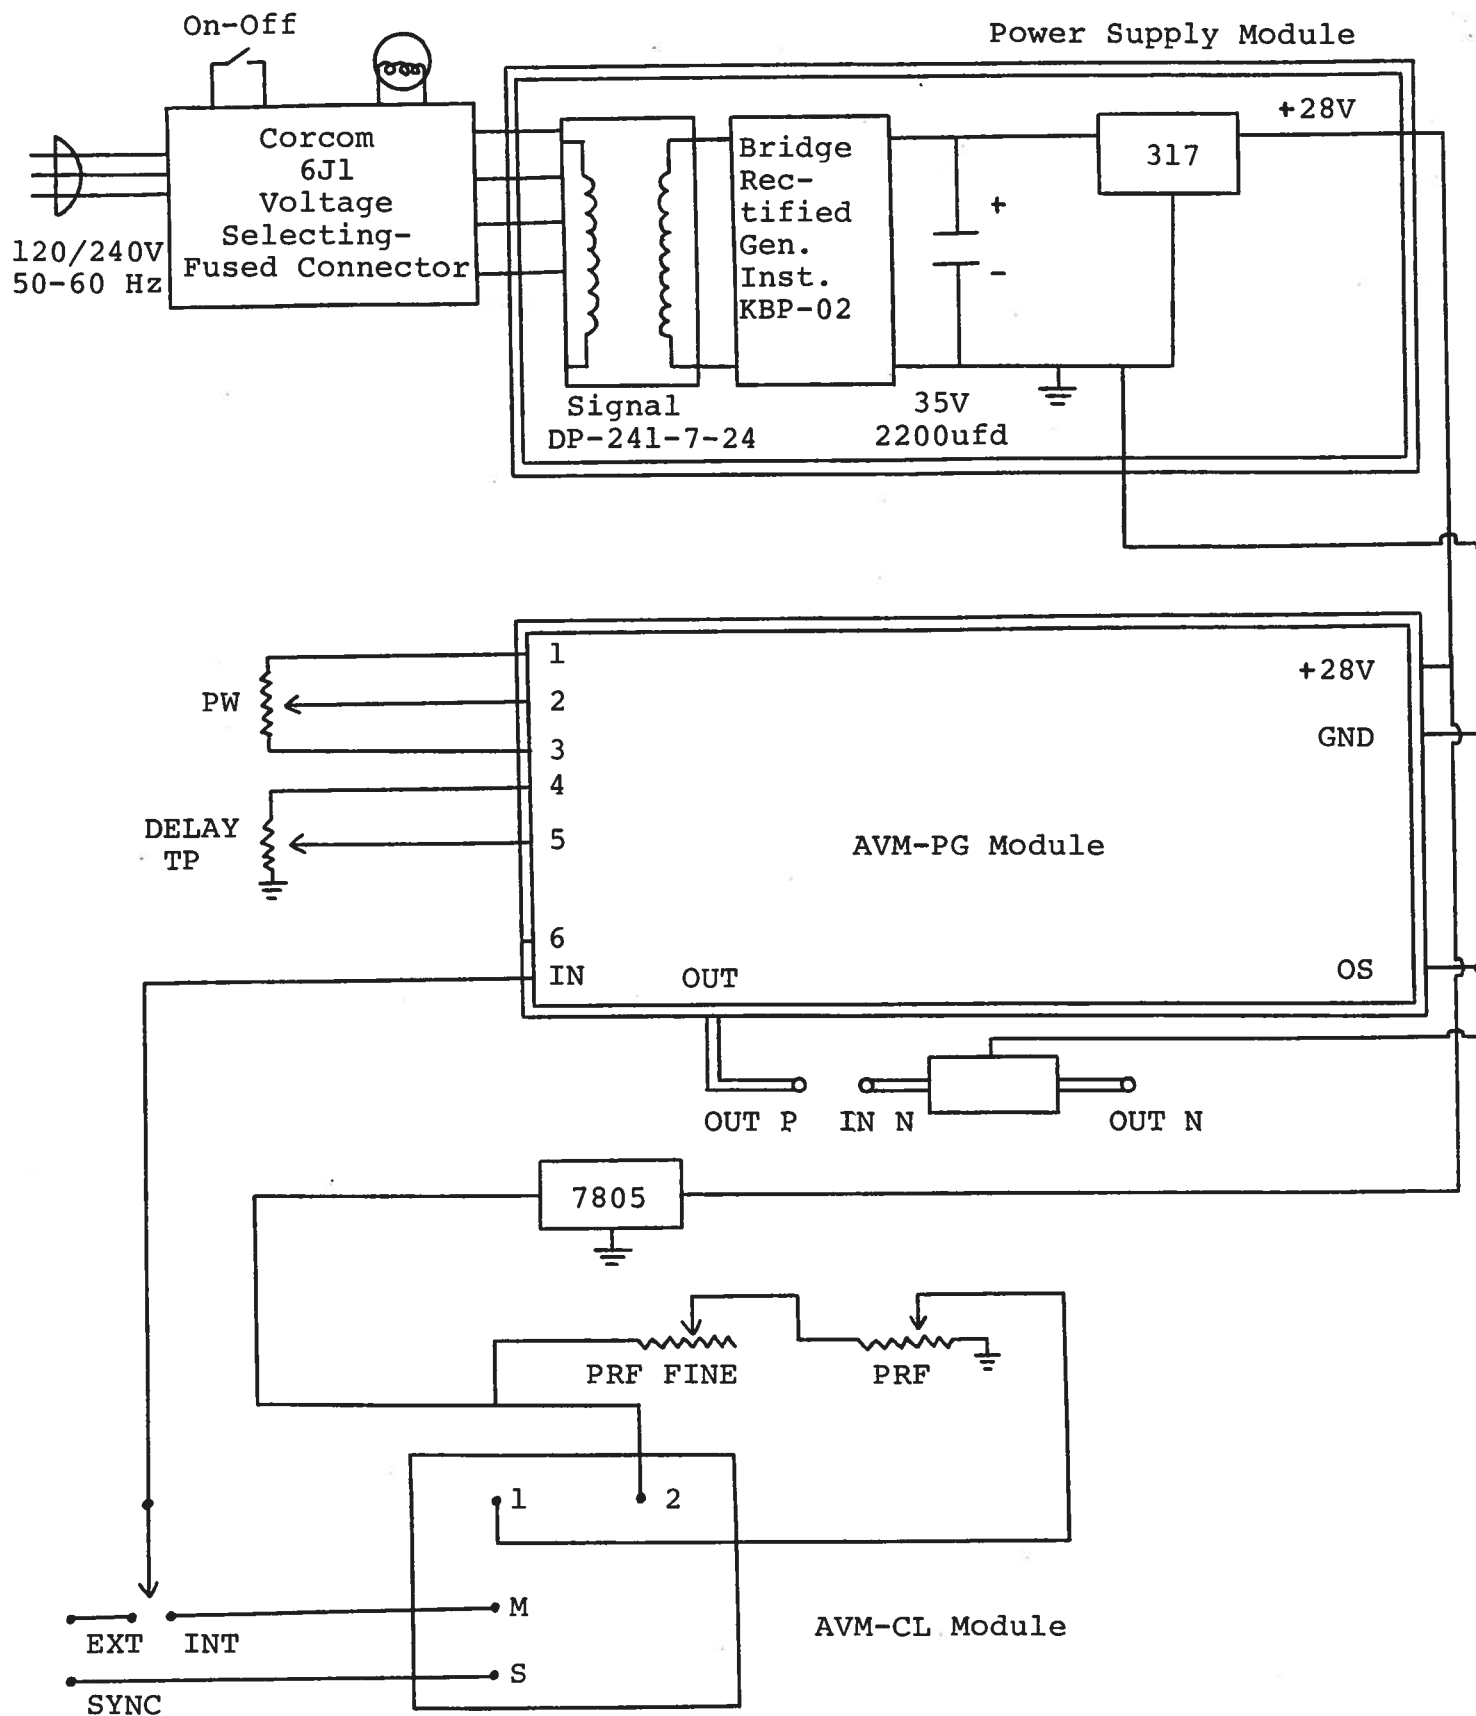 On-Off
Power Supply Module
+28V
Corcom
6J1
Voltage
Selecting-
Fused Connector
120/240V
50-60 Hz
Bridge
Rec-
tified
Gen.
Inst.
KBP-02
317
+
-
Signal
DP-241-7-24
35V
2200ufd
1
+28V
PW
2
GND
3
4
DELAY
TP
5
AVM-PG Module
6
IN
OUT
OS
OUT P
IN N
OUT N
7805
PRF FINE
PRF
1
2
M
AVM-CL Module
EXT
INT
S
SYNC